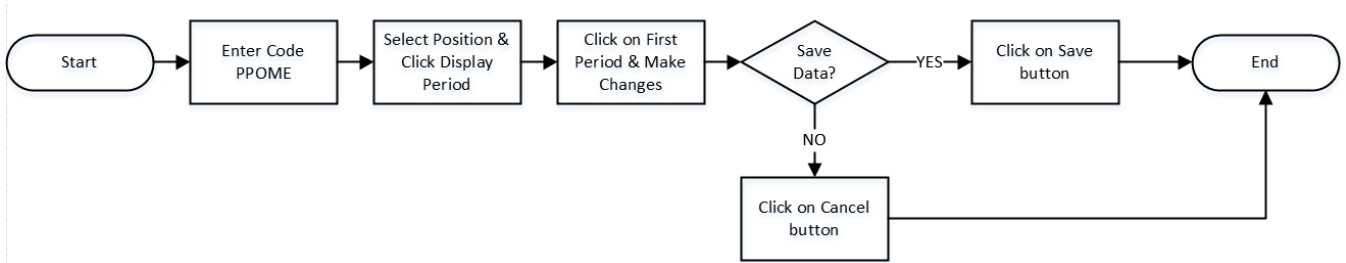 Start
Enter Code
PPOME
Select Position &
Click Display
Period
Click on First
Period & Make
Changes
Save
Data?
YES
Click on Save
button
End
NO
Click on Cancel
button